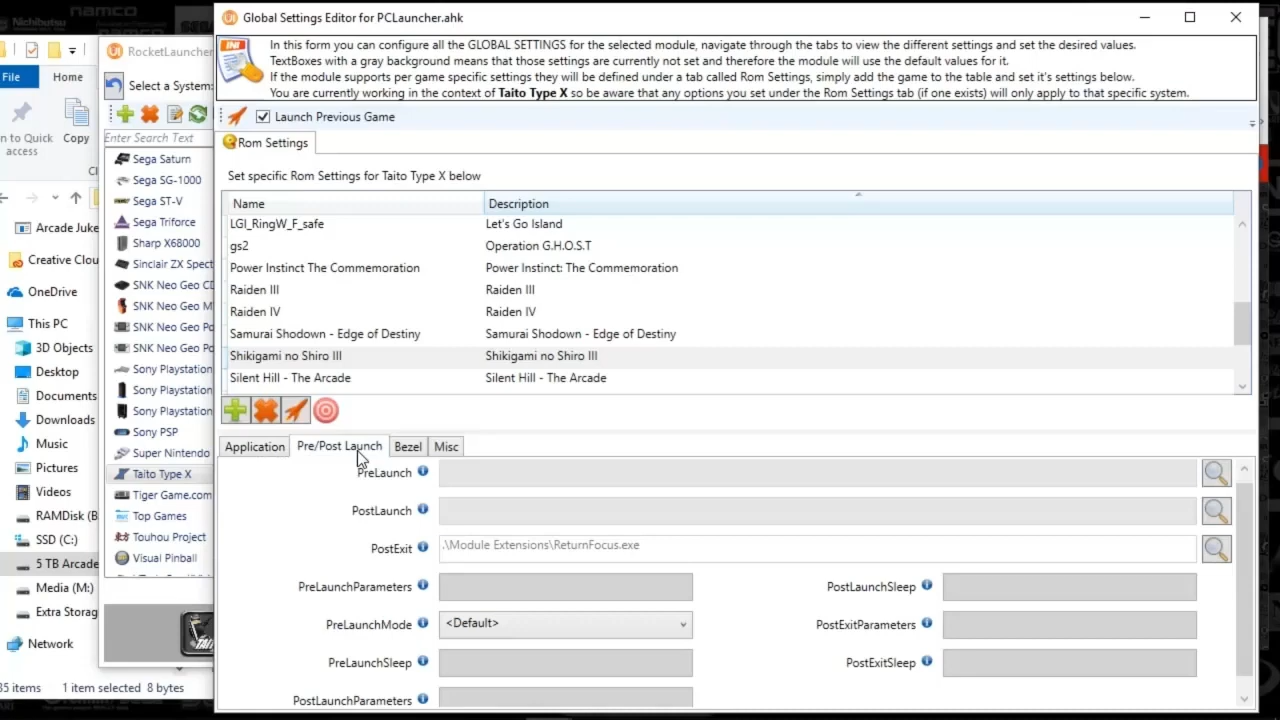 namco
Nichibutsu
Global Settings Editor for PCLauncher.ahk
In this form you can configure all the GLOBAL SETTINGS for the selected module, navigate through the tabs to view the different settings and set the desired values.
TextBoxes with a gray background means that those settings are currently not set and therefore the module will use the default values for it.
If the module supports per game specific settings they will be defined under a tab called Rom Settings, simply add the game to the table and set it's settings below.
You are currently working in the context of Taito Type X so be aware that any options you set under the Rom Settings tab (if one exists) will only apply to that specific system.
INI
Launch Previous Game
Rom Settings
Set specific Rom Settings for Taito Type X below
Name Description
LGI_RingW_F_safe Let's Go Island
gs2 Operation G.H.O.S.T
Power Instinct The Commemoration Power Instinct: The Commemoration
Raiden III Raiden III
Raiden IV Raiden IV
Samurai Shodown - Edge of Destiny Samurai Shodown - Edge of Destiny
Shikigami no Shiro III Shikigami no Shiro III
Silent Hill - The Arcade Silent Hill - The Arcade
Application Pre/Post Launch Bezel Misc
PreLaunch
PostLaunch
PostExit .\Module Extensions\ReturnFocus.exe
PreLaunchParameters PostLaunchSleep
PreLaunchMode <Default> PostExitParameters
PreLaunchSleep PostExitSleep
PostLaunchParameters
RocketLauncher
Select a System:
Enter Search Text
Sega Saturn
Sega SG-1000
Sega ST-V
Sega Triforce
Sharp X68000
Sinclair ZX Spect
SNK Neo Geo CD
SNK Neo Geo M
SNK Neo Geo Po
SNK Neo Geo Po
Sony Playstation
Sony Playstation
Sony Playstation
Sony PSP
Super Nintendo
Taito Type X
Tiger Game.com
Top Games
Touhou Project
Visual Pinball
File Home
n to Quick
access
Copy
Arcade Juke
Creative Clou
OneDrive
This PC
3D Objects
Desktop
Documents
Downloads
Music
Pictures
Videos
RAMDisk (B
SSD (C:)
5 TB Arcade
Media (M:)
Extra Storag
Network
35 items 1 item selected 8 bytes